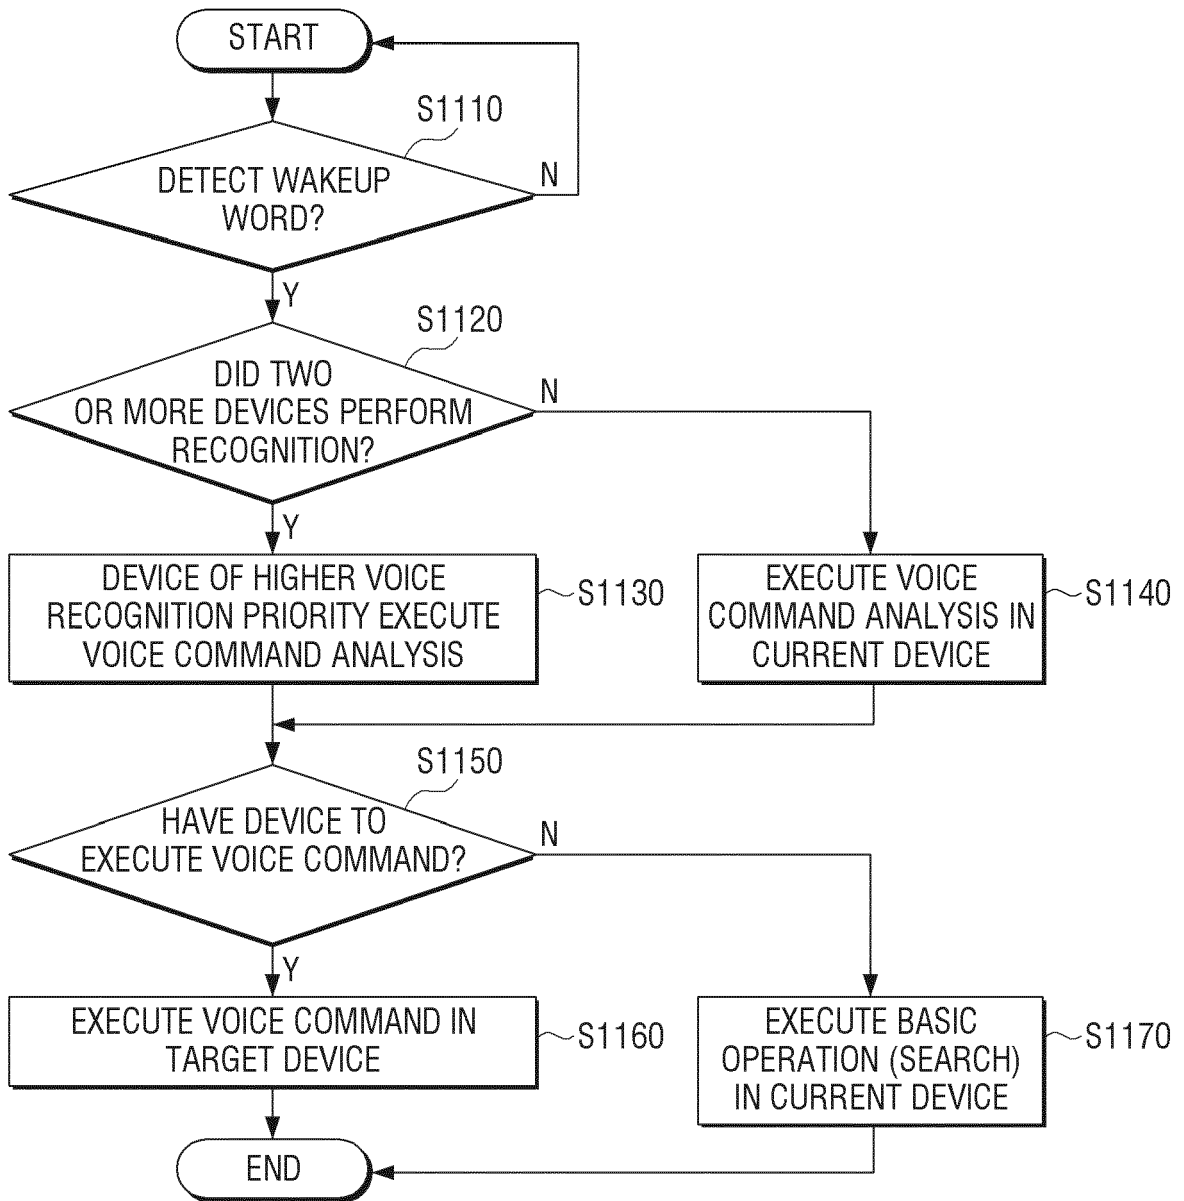 START
S1110
DETECT WAKEUP
WORD?
N
Y
S1120
DID TWO
OR MORE DEVICES PERFORM
RECOGNITION?
N
Y
DEVICE OF HIGHER VOICE
RECOGNITION PRIORITY EXECUTE
VOICE COMMAND ANALYSIS
S1130
EXECUTE VOICE
COMMAND ANALYSIS IN
CURRENT DEVICE
S1140
S1150
HAVE DEVICE TO
EXECUTE VOICE COMMAND?
N
Y
EXECUTE VOICE COMMAND IN
TARGET DEVICE
S1160
EXECUTE BASIC
OPERATION (SEARCH)
IN CURRENT DEVICE
S1170
END